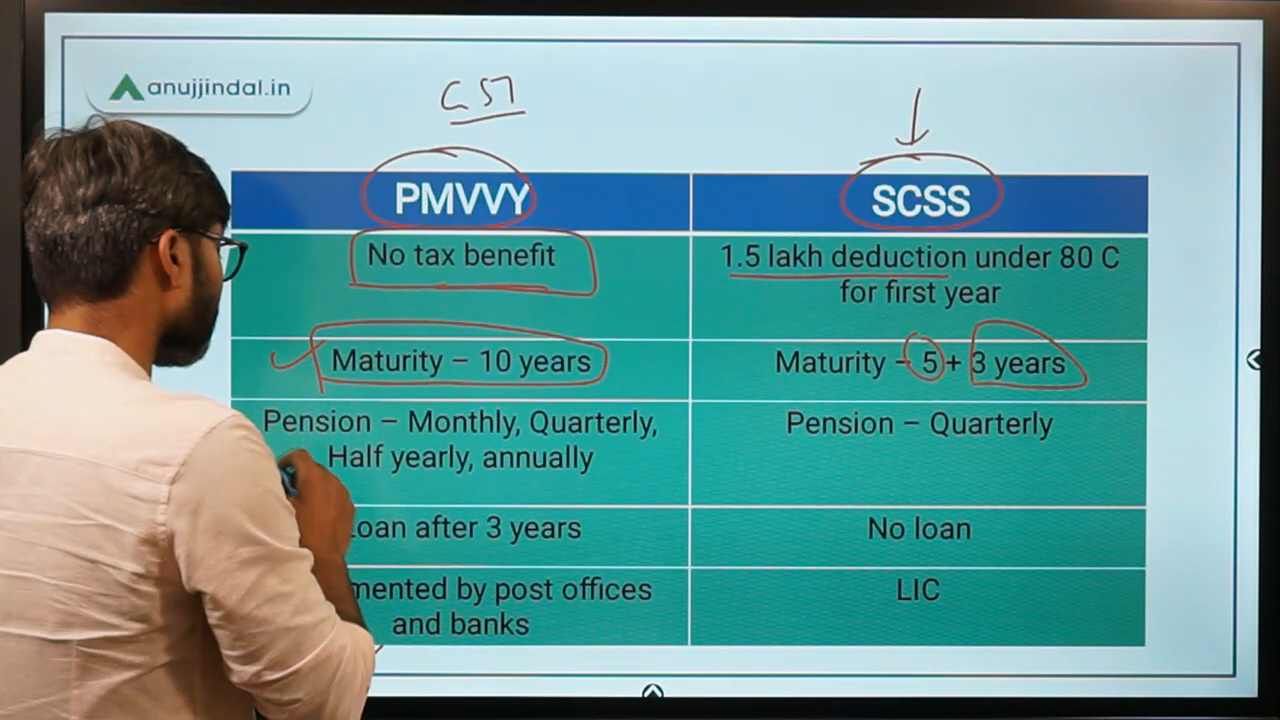 anujjindal.in
GST
PMVVY
SCSS
No tax benefit
1.5 lakh deduction under 80 C
for first year
Maturity – 10 years
Maturity – 5 + 3 years
Pension – Monthly, Quarterly,
Half yearly, annually
Pension – Quarterly
after 3 years
No loan
by post offices
and banks
LIC